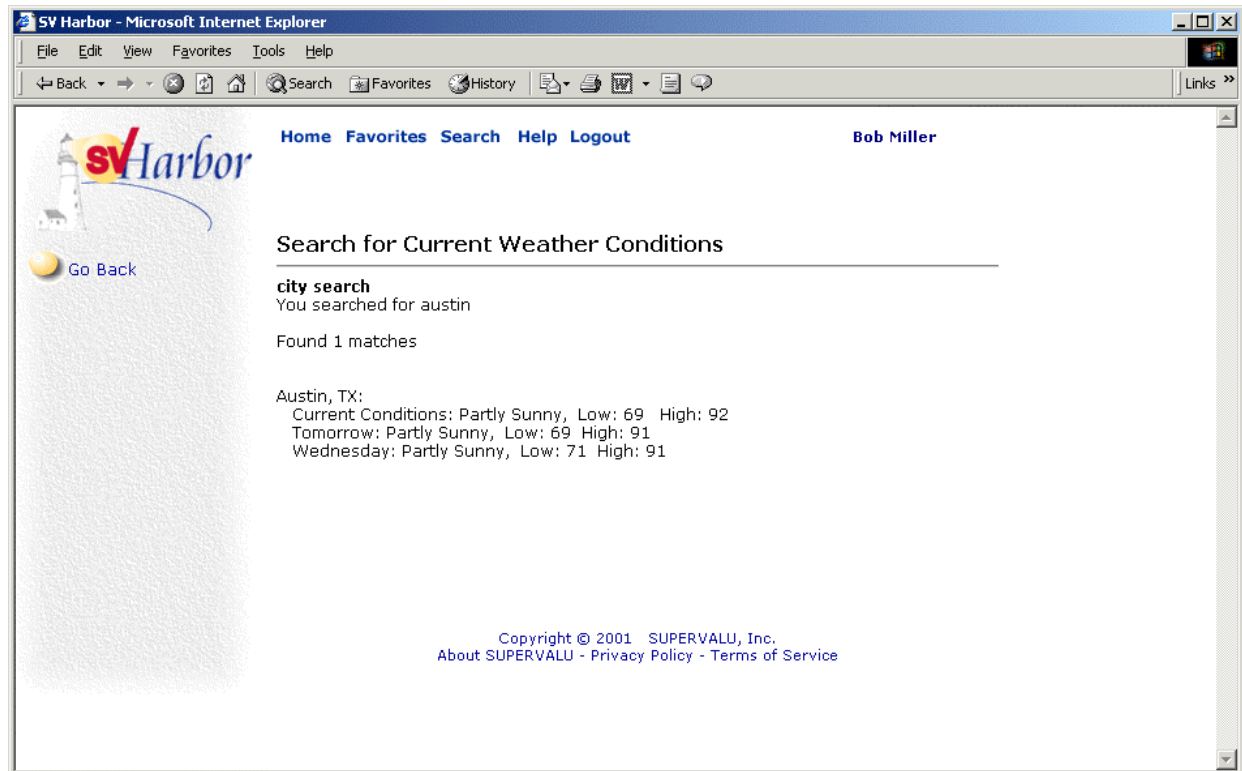 SV Harbor - Microsoft Internet Explorer
File Edit View Favorites Tools Help
Back Search Favorites History Links »
SVHarbor
Home Favorites Search Help Logout Bob Miller
Go Back
Search for Current Weather Conditions
city search
You searched for austin
Found 1 matches
Austin, TX:
Current Conditions: Partly Sunny, Low: 69 High: 92
Tomorrow: Partly Sunny, Low: 69 High: 91
Wednesday: Partly Sunny, Low: 71 High: 91
Copyright © 2001 SUPERVALU, Inc.
About SUPERVALU - Privacy Policy - Terms of Service